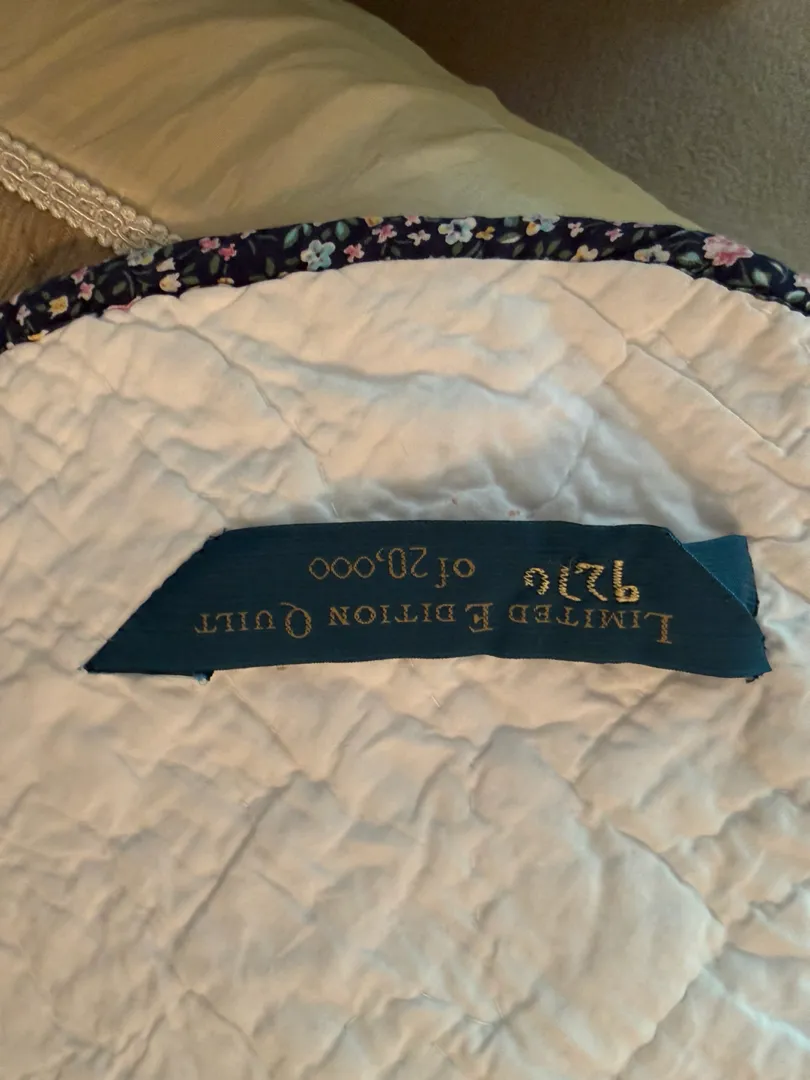 LIMITED EDITION QUILT
of 20,000